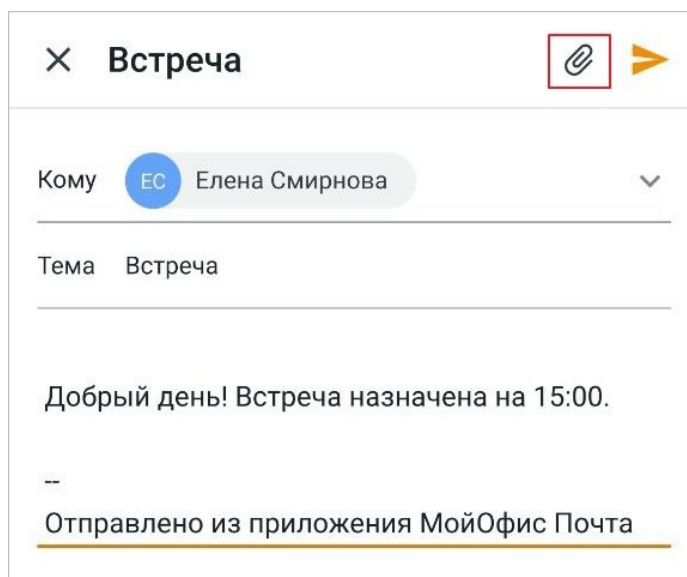 Встреча
Кому ЕС Елена Смирнова
Тема Встреча
Добрый день! Встреча назначена на 15:00.
--
Отправлено из приложения МойОфис Почта